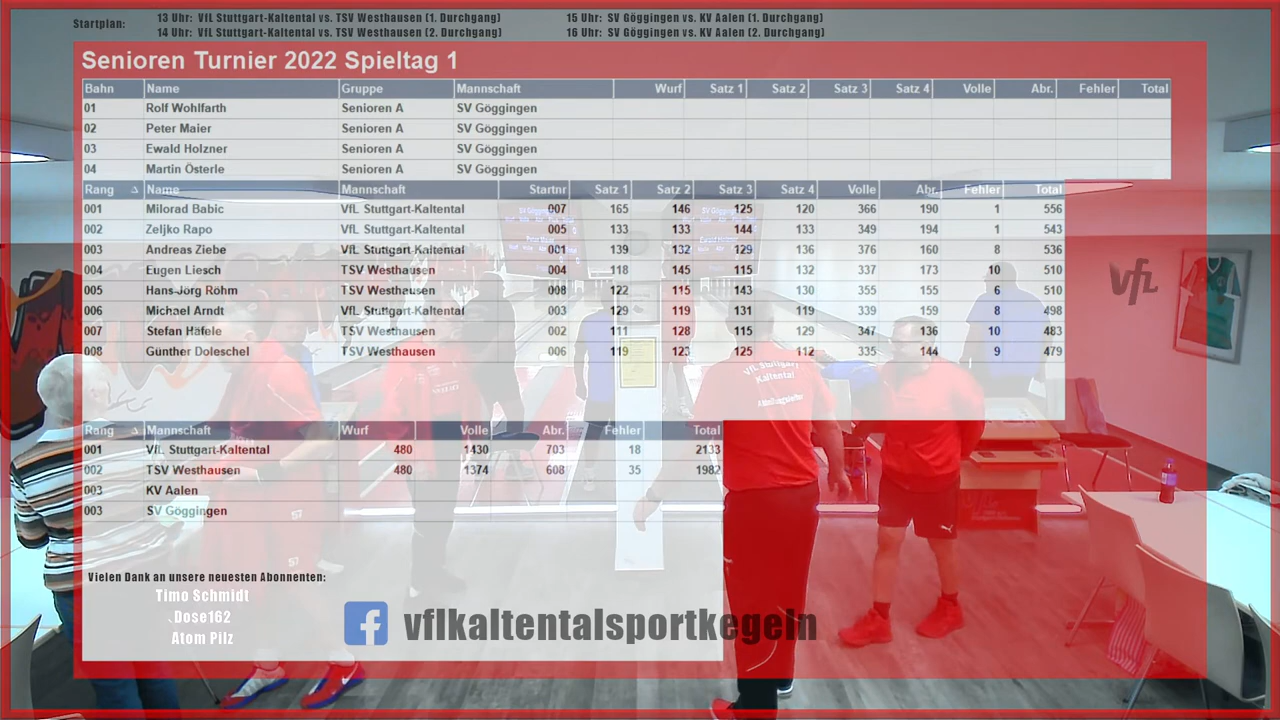 Startplan:
13 Uhr: VfL Stuttgart-Kaltental vs. TSV Westhausen (1. Durchgang)
14 Uhr: VfL Stuttgart-Kaltental vs. TSV Westhausen (2. Durchgang)
15 Uhr: SV Göggingen vs. KV Aalen (1. Durchgang)
16 Uhr: SV Göggingen vs. KV Aalen (2. Durchgang)
Senioren Turnier 2022 Spieltag 1
Bahn Name Gruppe Mannschaft Wurf Satz 1 Satz 2 Satz 3 Satz 4 Volle Abr. Fehler Total
01 Rolf Wohlfarth Senioren A SV Göggingen
02 Peter Maier Senioren A SV Göggingen
03 Ewald Holzner Senioren A SV Göggingen
04 Martin Österle Senioren A SV Göggingen
Rang Name Mannschaft Startnr Satz 1 Satz 2 Satz 3 Satz 4 Volle Abr. Fehler Total
001 Milorad Babic VfL Stuttgart-Kaltental 007 165 146 125 120 366 190 1 556
002 Zeljko Rapo VfL Stuttgart-Kaltental 005 133 133 144 133 349 194 1 543
003 Andreas Ziebe VfL Stuttgart-Kaltental 001 139 132 129 136 376 160 8 536
004 Eugen Liesch TSV Westhausen 004 118 145 115 132 337 173 10 510
005 Hans-Jörg Röhm TSV Westhausen 008 122 115 143 130 355 155 6 510
006 Michael Arndt VfL Stuttgart-Kaltental 003 129 119 131 119 339 159 8 498
007 Stefan Häfele TSV Westhausen 002 111 128 115 129 347 136 10 483
008 Günther Doleschel TSV Westhausen 006 119 123 125 112 335 144 9 479
vfl
VfL Stuttgart
Kaltental
Abteilungsleiter
Rang Mannschaft Wurf Volle Abr. Fehler Total
001 VfL Stuttgart-Kaltental 480 1430 703 18 2133
002 TSV Westhausen 480 1374 608 35 1982
003 KV Aalen
003 SV Göggingen
57
57
Vielen Dank an unsere neuesten Abonnenten:
Timo Schmidt
Dose162
Atom Pilz
vflkaltentalsportkegeln